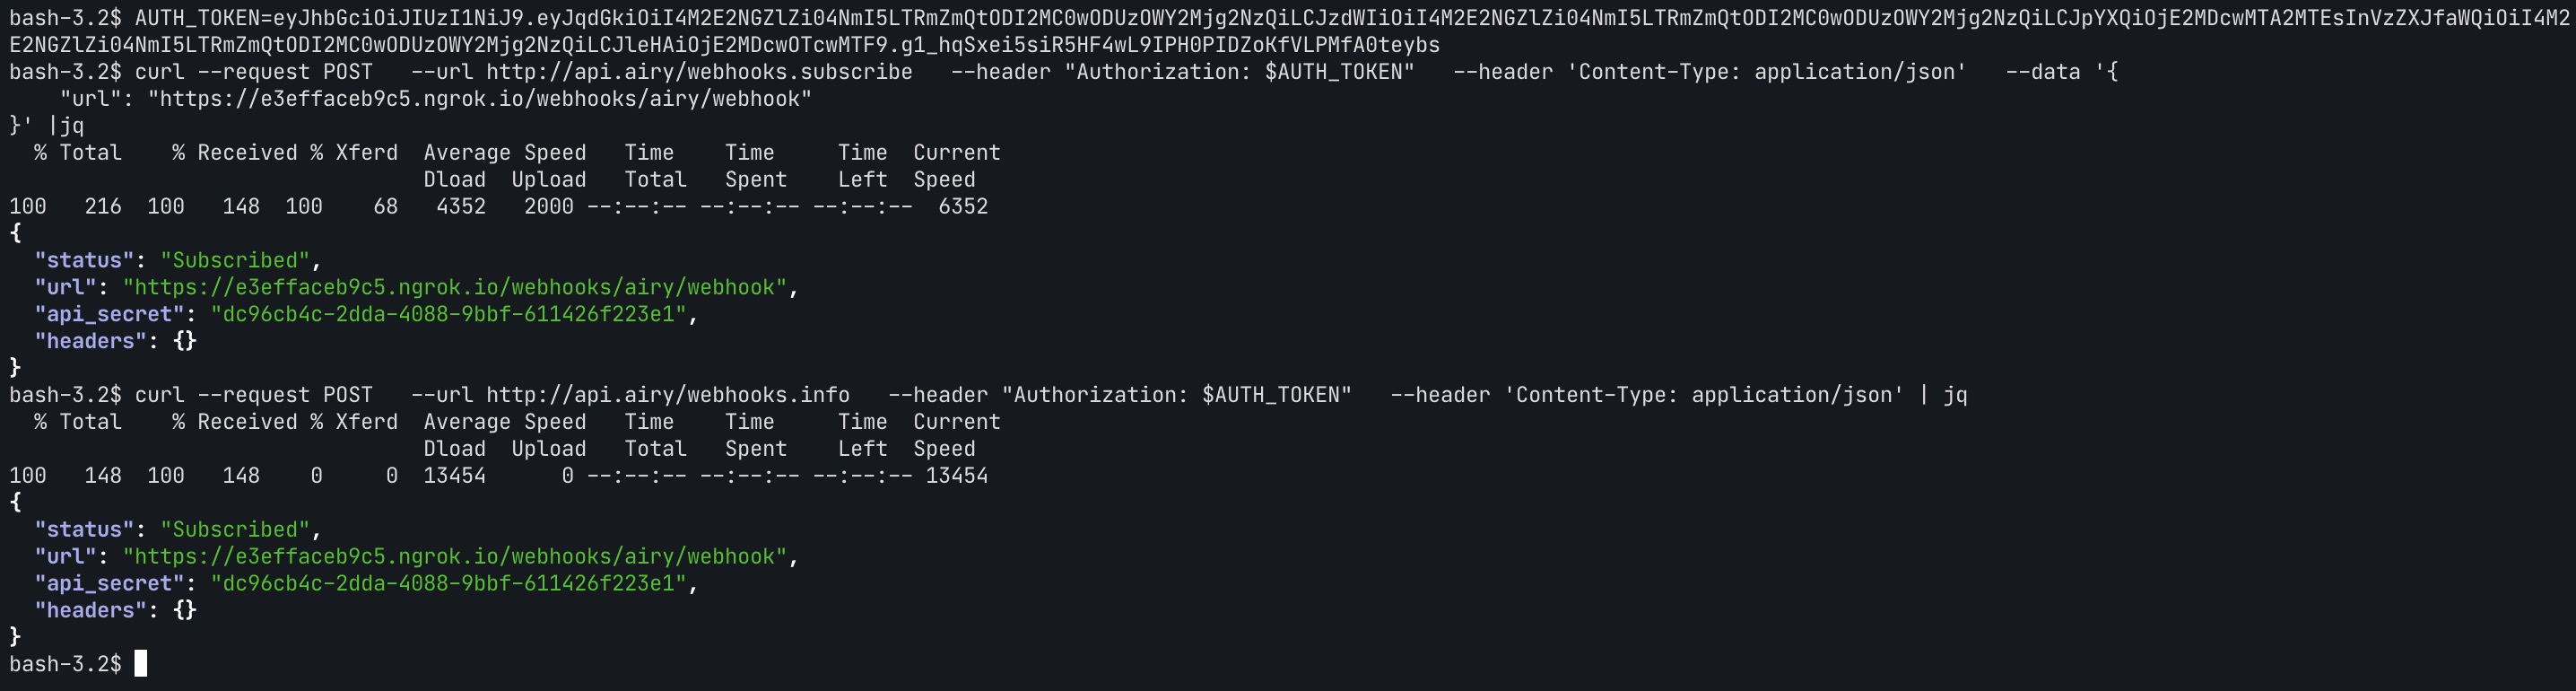 bash-3.2$ AUTH_TOKEN=eyJhbGciOiJIUzI1NiJ9.eyJqdGkiOiI4M2E2NGZlZi04NmI5LTRmZmQtODI2MC0wODUzOWY2Mjg2NzQiLCJzdWIiOiI4M2E2NGZlZi04NmI5LTRmZmQtODI2MC0wODUzOWY2Mjg2NzQiLCJpYXQiOjE2MDcwMTA2MTEsInVzZXJfaWQiOiI4M2
E2NGZlZi04NmI5LTRmZmQtODI2MC0wODUzOWY2Mjg2NzQiLCJleHAiOjE2MDcwOTcwMTF9.g1_hqSxei5siR5HF4wL9IPH0PIDZoKfVLPMfA0teybs
bash-3.2$ curl --request POST   --url http://api.airy/webhooks.subscribe   --header "Authorization: $AUTH_TOKEN"   --header 'Content-Type: application/json'   --data '{
    "url": "https://e3effaceb9c5.ngrok.io/webhooks/airy/webhook"
}' |jq
  % Total    % Received % Xferd  Average Speed   Time    Time     Time  Current
                                 Dload  Upload   Total   Spent    Left  Speed
100   216  100   148  100    68   4352   2000 --:--:-- --:--:-- --:--:--  6352
{
  "status": "Subscribed",
  "url": "https://e3effaceb9c5.ngrok.io/webhooks/airy/webhook",
  "api_secret": "dc96cb4c-2dda-4088-9bbf-611426f223e1",
  "headers": {}
}
bash-3.2$ curl --request POST   --url http://api.airy/webhooks.info   --header "Authorization: $AUTH_TOKEN"   --header 'Content-Type: application/json' | jq
  % Total    % Received % Xferd  Average Speed   Time    Time     Time  Current
                                 Dload  Upload   Total   Spent    Left  Speed
100   148  100   148    0     0  13454      0 --:--:-- --:--:-- --:--:-- 13454
{
  "status": "Subscribed",
  "url": "https://e3effaceb9c5.ngrok.io/webhooks/airy/webhook",
  "api_secret": "dc96cb4c-2dda-4088-9bbf-611426f223e1",
  "headers": {}
}
bash-3.2$